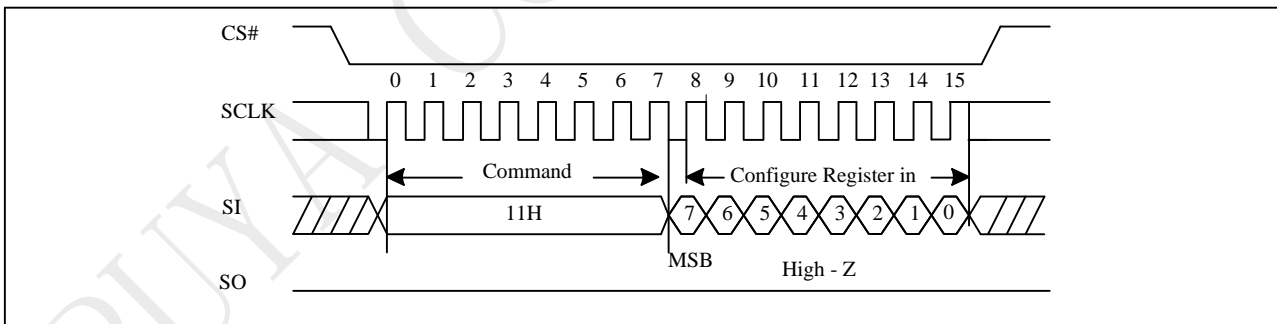 CS#
0 1 2 3 4 5 6 7 8 9 10 11 12 13 14 15
SCLK
Command
Configure Register in
SI
11H
7 6 5 4 3 2 1 0
MSB
High - Z
SO